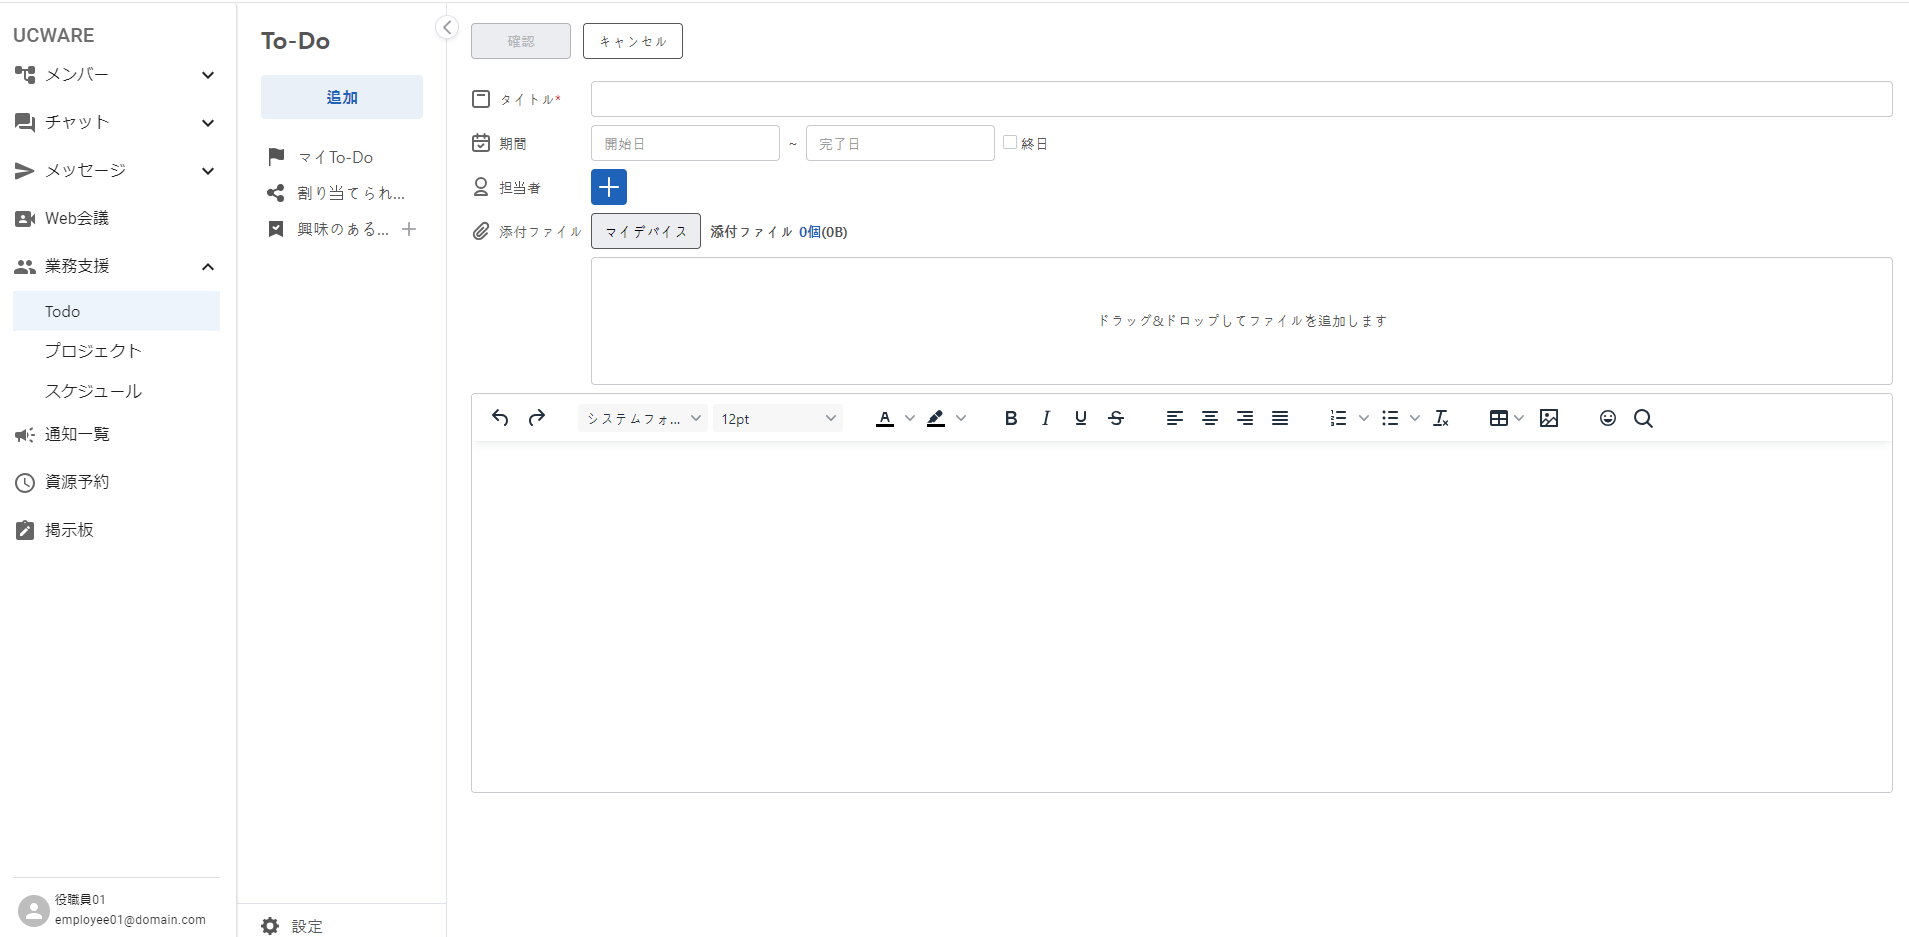 UCWARE
メンバー
チャット
メッセージ
Web会議
業務支援
Todo
プロジェクト
スケジュール
通知一覧
資源予約
掲示板
役職員01
employee01@domain.com
To-Do
追加
マイTo-Do
割り当てられ...
興味のある...
設定
確認 キャンセル
タイトル*
期間 開始日 ~ 完了日 終日
担当者
添付ファイル マイデバイス 添付ファイル 0個(0B)
ドラッグ&ドロップしてファイルを追加します
システムフォ... 12pt